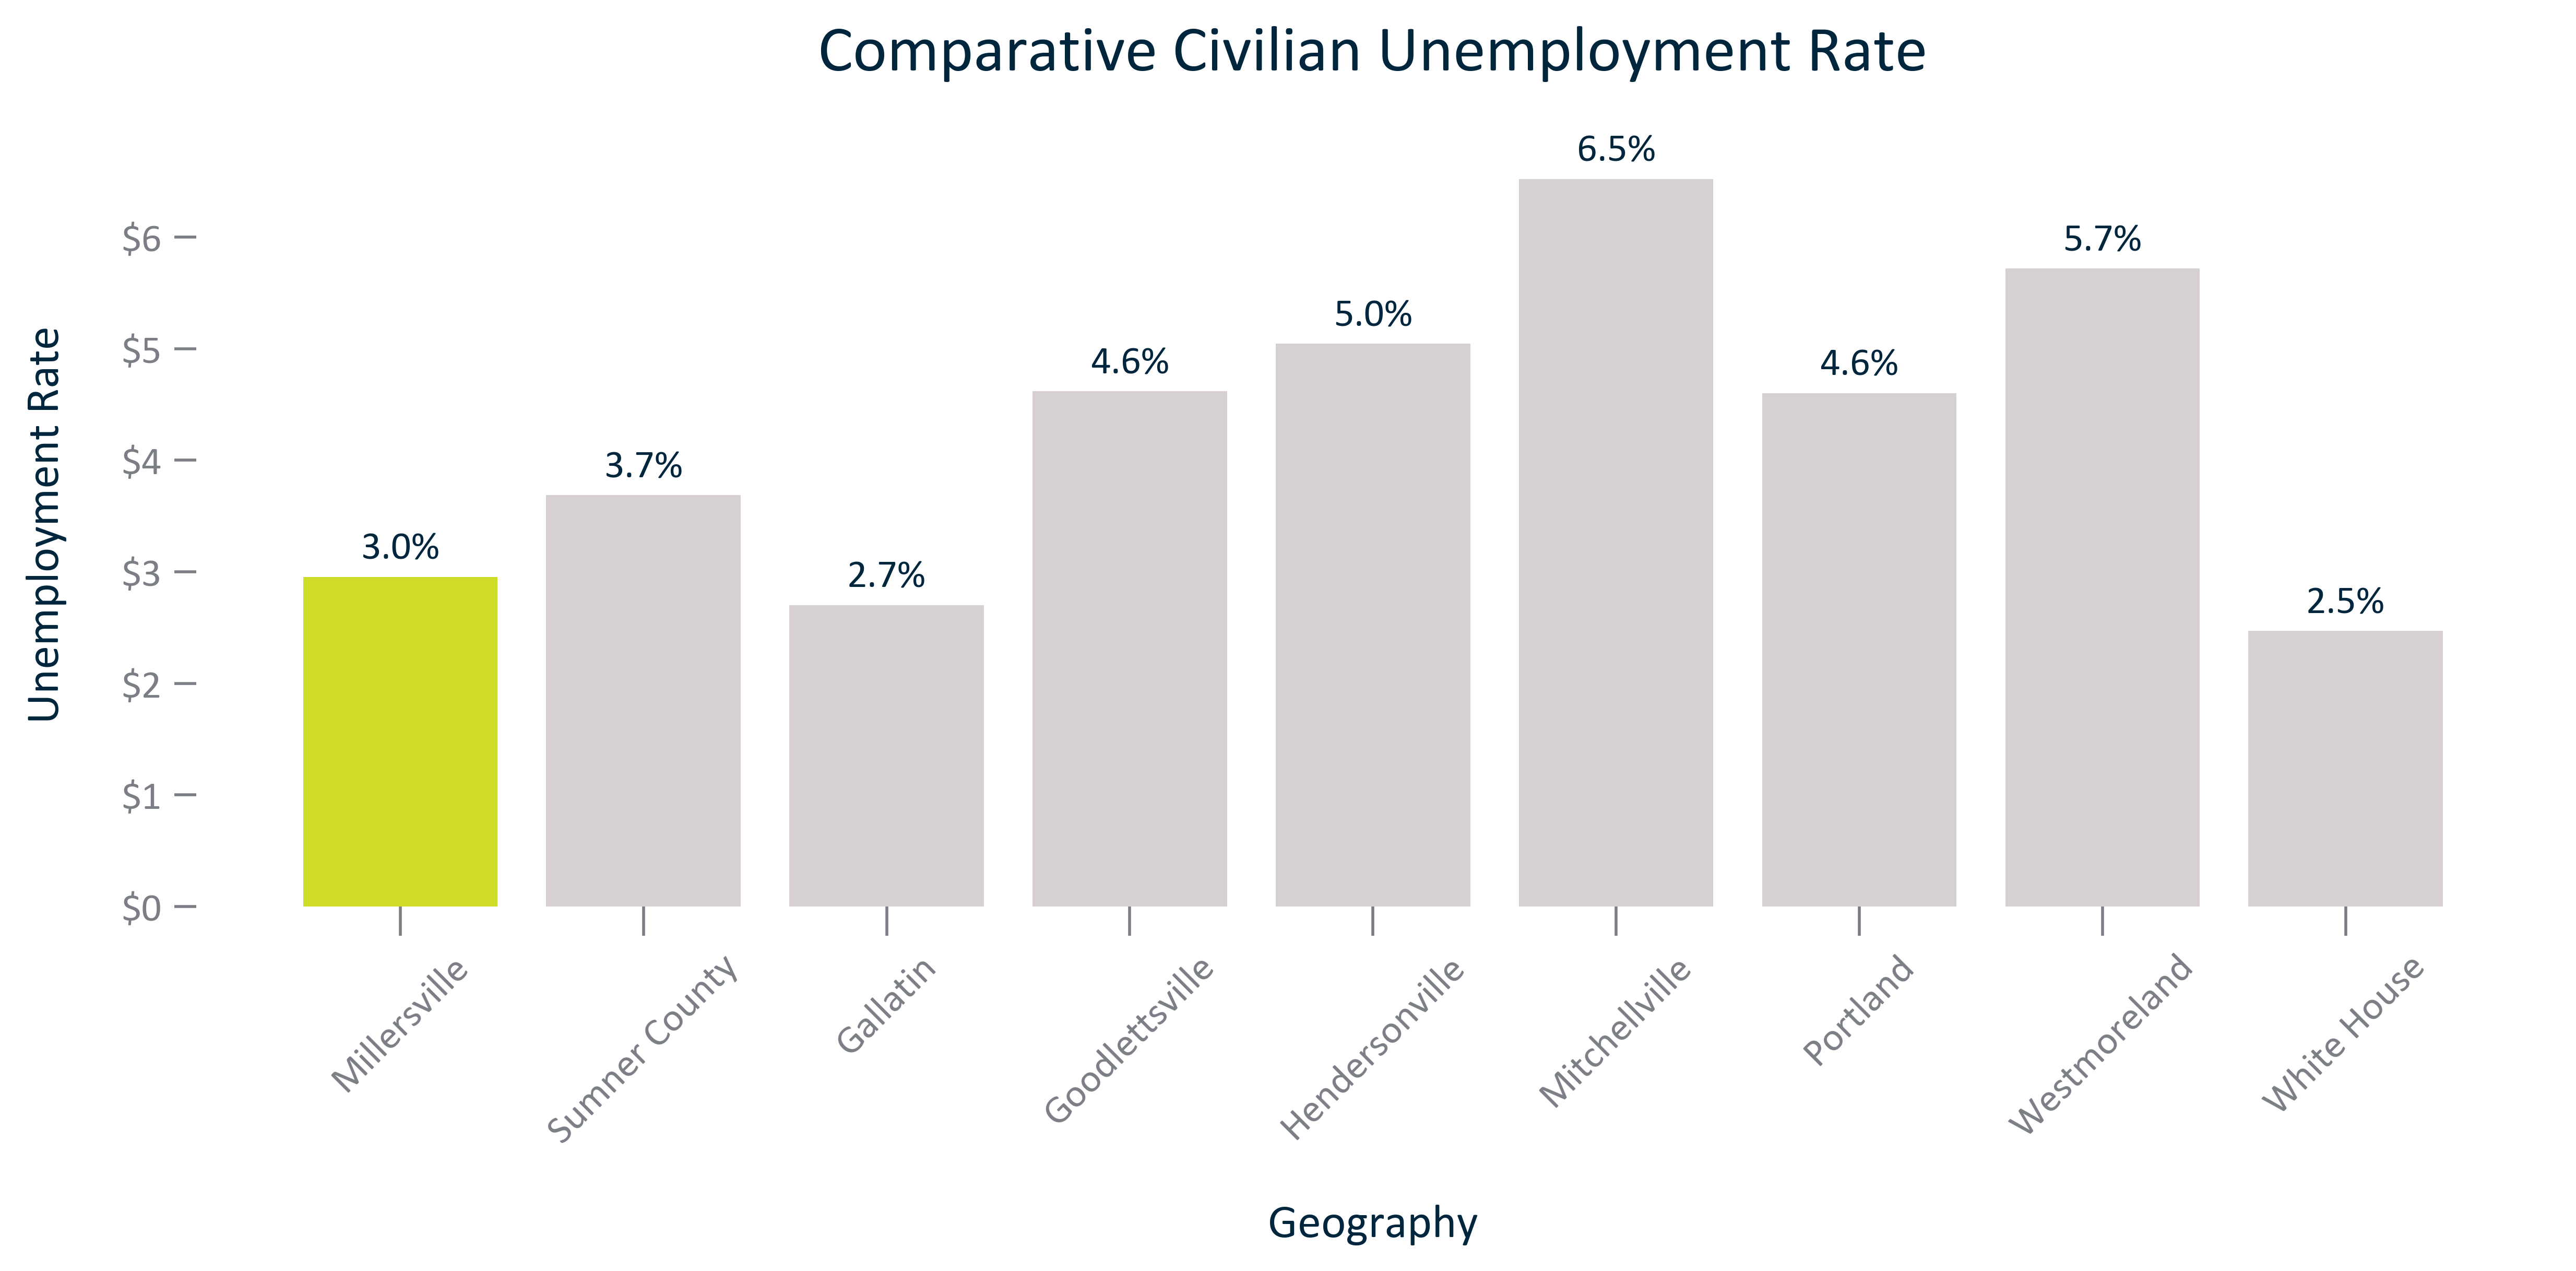 Comparative Civilian Unemployment Rate
Unemployment Rate
$6
$5
$4
$3
$2
$1
$0
3.0%
3.7%
2.7%
4.6%
5.0%
6.5%
4.6%
5.7%
2.5%
Millersville
Sumner County
Gallatin
Goodlettsville
Hendersonville
Mitchellville
Portland
Westmoreland
White House
Geography